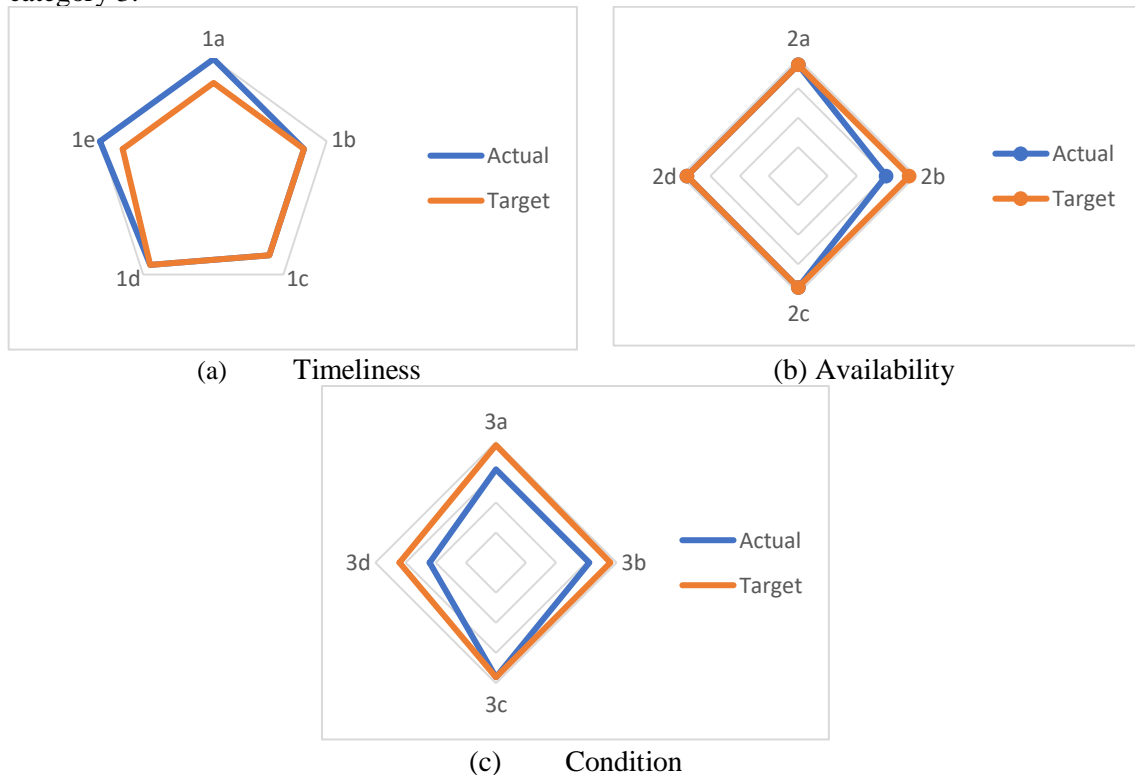 1a
1e
1b
Actual
Target
1d
1c
2a
Actual
2d
2b
Target
2c
(a) Timeliness
(b) Availability
3a
Actual
3d
3b
Target
3c
(c) Condition